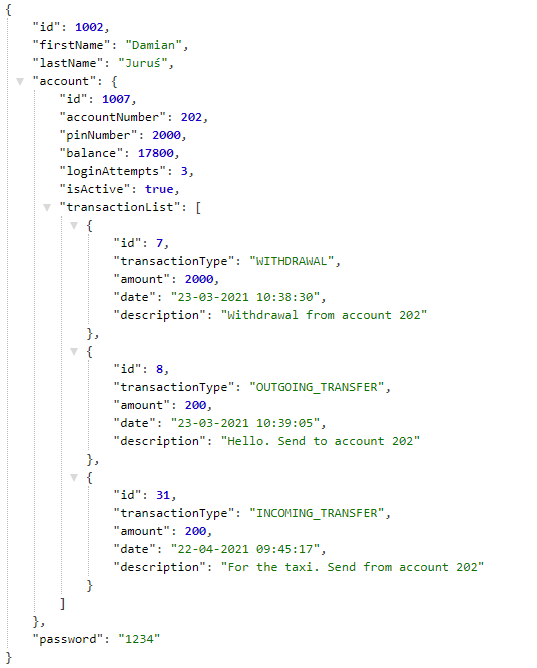 {
"id": 1002,
"firstName": "Damian",
"lastName": "Juruś",
"account": {
"id": 1007,
"accountNumber": 202,
"pinNumber": 2000,
"balance": 17800,
"loginAttempts": 3,
"isActive": true,
"transactionList": [
{
"id": 7,
"transactionType": "WITHDRAWAL",
"amount": 2000,
"date": "23-03-2021 10:38:30",
"description": "Withdrawal from account 202"
},
{
"id": 8,
"transactionType": "OUTGOING_TRANSFER",
"amount": 200,
"date": "23-03-2021 10:39:05",
"description": "Hello. Send to account 202"
},
{
"id": 31,
"transactionType": "INCOMING_TRANSFER",
"amount": 200,
"date": "22-04-2021 09:45:17",
"description": "For the taxi. Send from account 202"
}
]
},
"password": "1234"
}